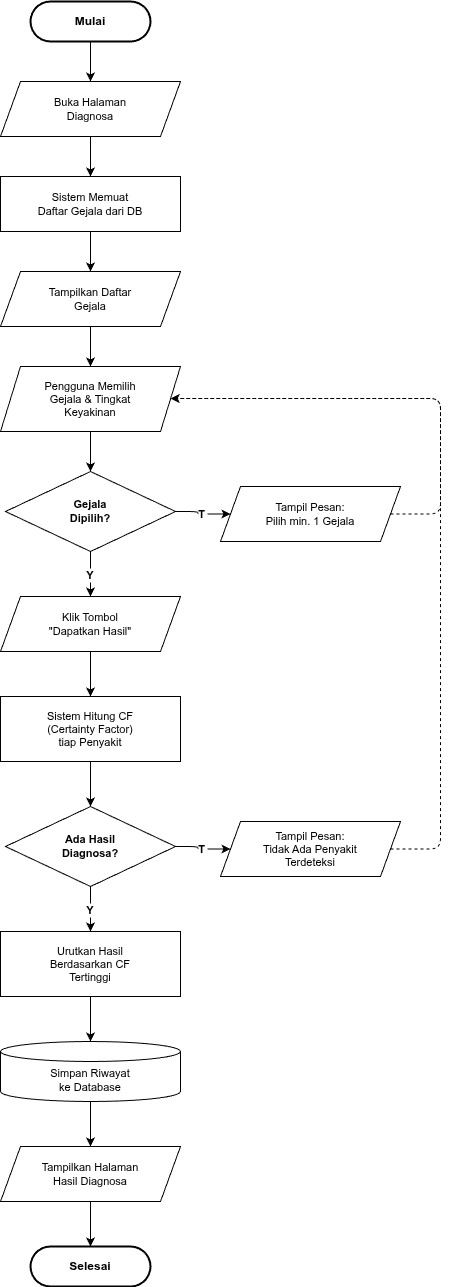 Mulai
Buka Halaman
Diagnosa
Sistem Memuat
Daftar Gejala dari DB
Tampilkan Daftar
Gejala
Pengguna Memilih
Gejala & Tingkat
Keyakinan
Gejala
Dipilih?
T
Tampil Pesan:
Pilih min. 1 Gejala
Y
Klik Tombol
"Dapatkan Hasil"
Sistem Hitung CF
(Certainty Factor)
tiap Penyakit
Ada Hasil
Diagnosa?
T
Tampil Pesan:
Tidak Ada Penyakit
Terdeteksi
Y
Urutkan Hasil
Berdasarkan CF
Tertinggi
Simpan Riwayat
ke Database
Tampilkan Halaman
Hasil Diagnosa
Selesai